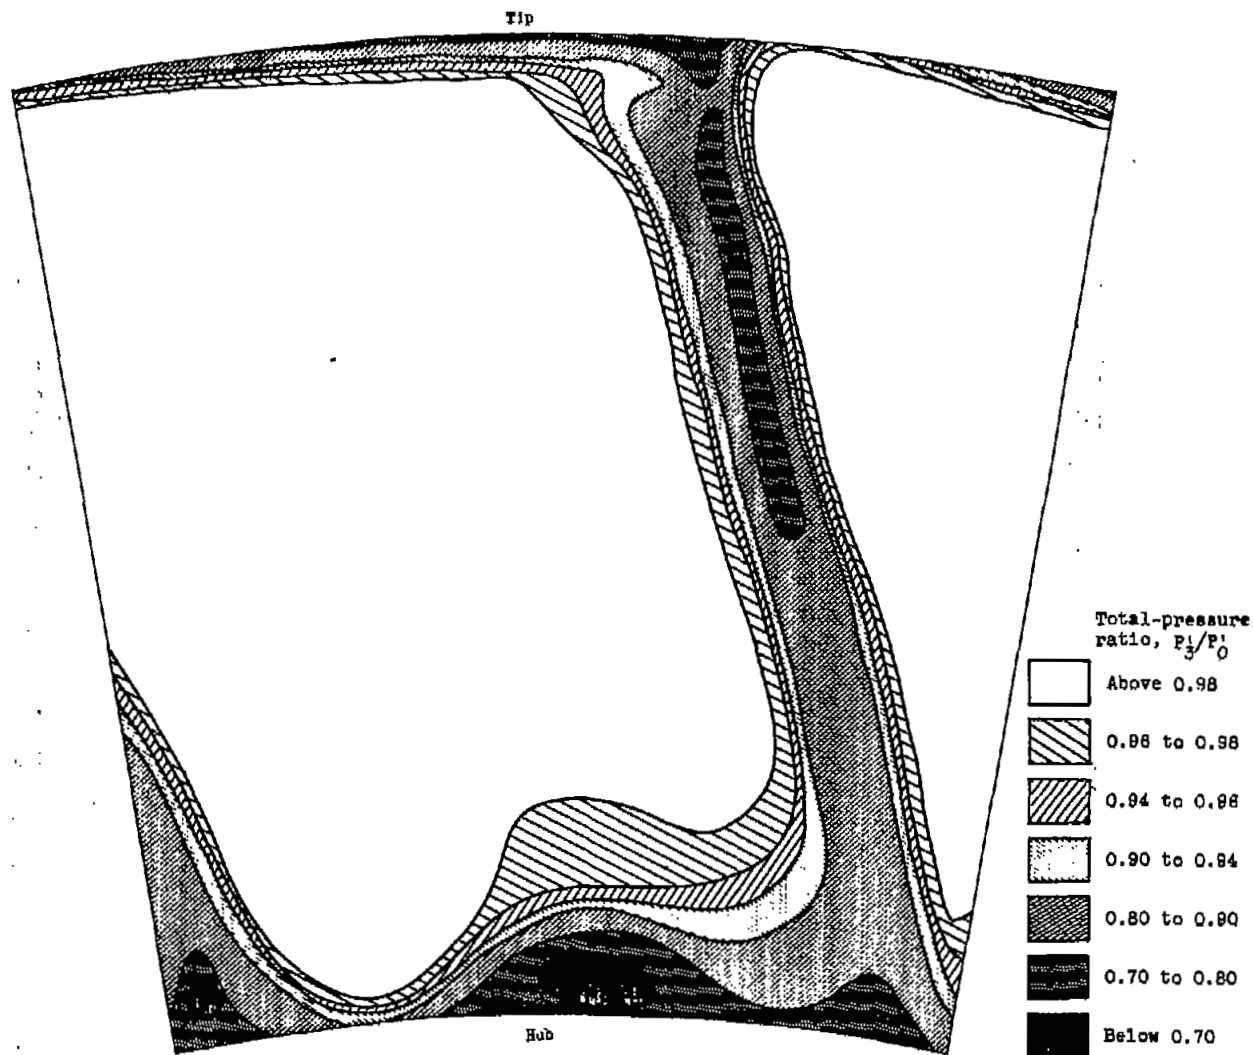 Tip
Hub
Total-pressure
ratio, P3'/P0'
Above 0.98
0.96 to 0.98
0.94 to 0.96
0.90 to 0.94
0.80 to 0.90
0.70 to 0.80
Below 0.70